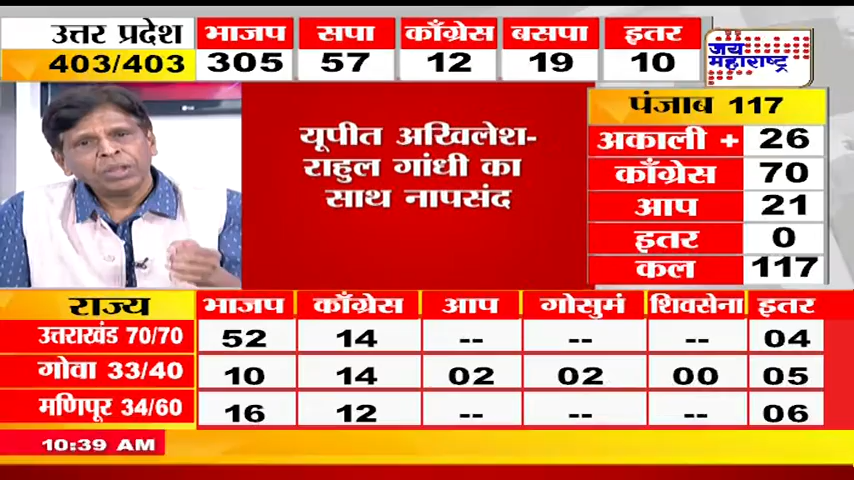 उत्तर प्रदेश भाजपा सपा काँग्रेस बसपा इतर
403/403 305 57 12 19 10
जय महाराष्ट्र
यूपीत अखिलेश-
राहुल गांधी का
साथ नापसंद
पंजाब 117
अकाली + 26
काँग्रेस 70
आप 21
इतर 0
कल 117
राज्य भाजपा काँग्रेस आप गोसुमं शिवसेना इतर
उत्तराखंड 70/70 52 14 -- -- -- 04
गोवा 33/40 10 14 02 02 00 05
मणिपूर 34/60 16 12 -- -- -- 06
10:39 AM